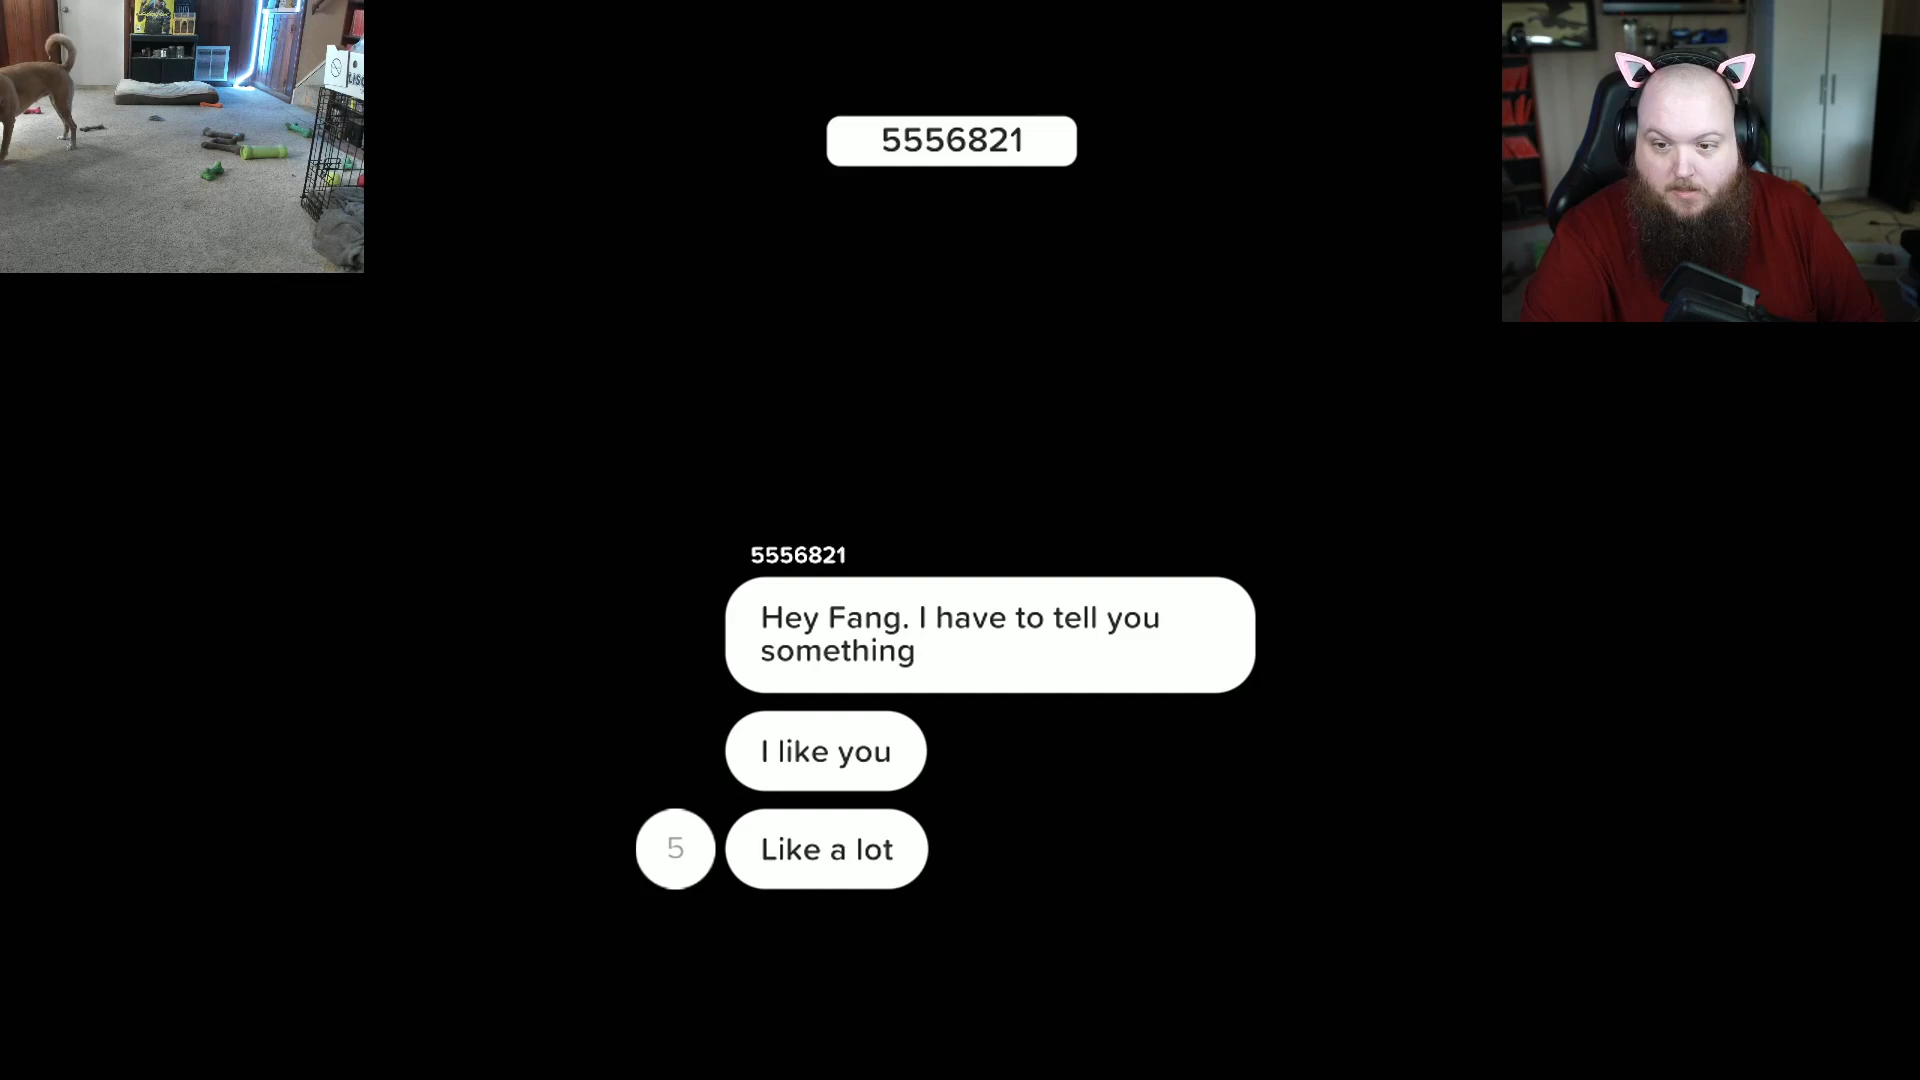 5556821
5556821
Hey Fang. I have to tell you
something
I like you
5
Like a lot